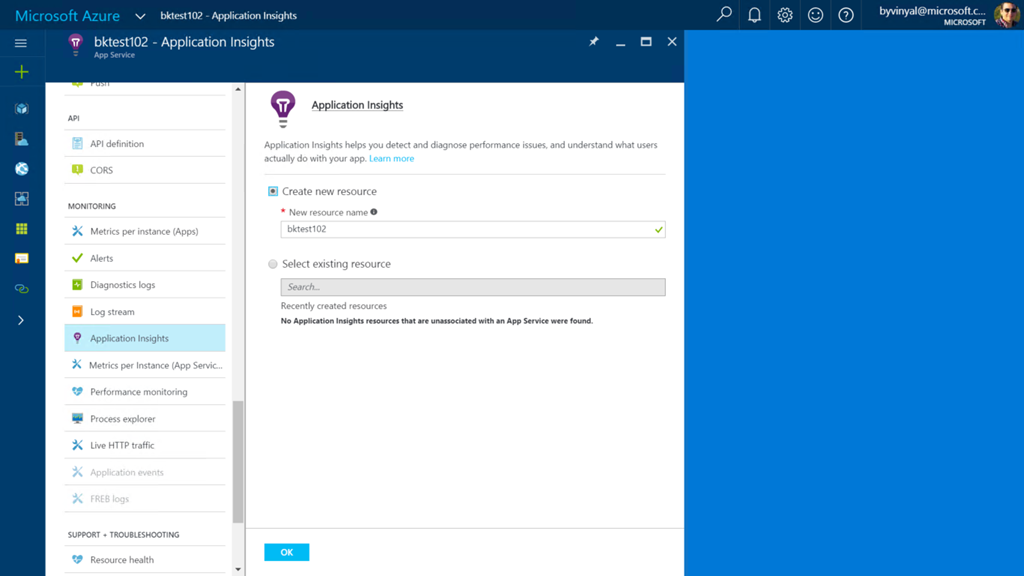 Microsoft Azure
bktest102 - Application Insights
byvinyal@microsoft.c...
MICROSOFT
bktest102 - Application Insights
App Service
Push
API
API definition
CORS
MONITORING
Metrics per instance (Apps)
Alerts
Diagnostics logs
Log stream
Application Insights
Metrics per Instance (App Servic...
Performance monitoring
Process explorer
Live HTTP traffic
Application events
FREB logs
SUPPORT + TROUBLESHOOTING
Resource health
Application Insights
Application Insights helps you detect and diagnose performance issues, and understand what users
actually do with your app. Learn more
Create new resource
* New resource name
bktest102
Select existing resource
Search...
Recently created resources
No Application Insights resources that are unassociated with an App Service were found.
OK